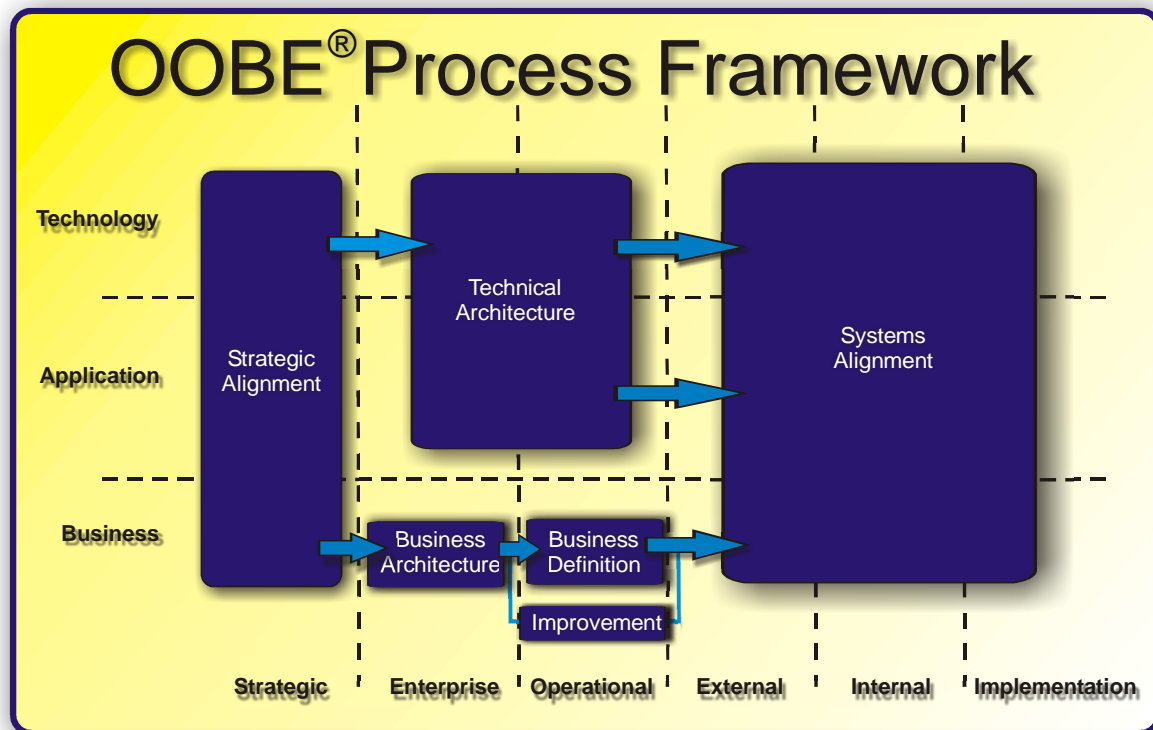 OOBE® Process Framework
Technology
Technical
Architecture
Systems
Alignment
Strategic
Alignment
Application
Business
Business
Architecture
Business
Definition
Improvement
Strategic
Enterprise
Operational
External
Internal
Implementation